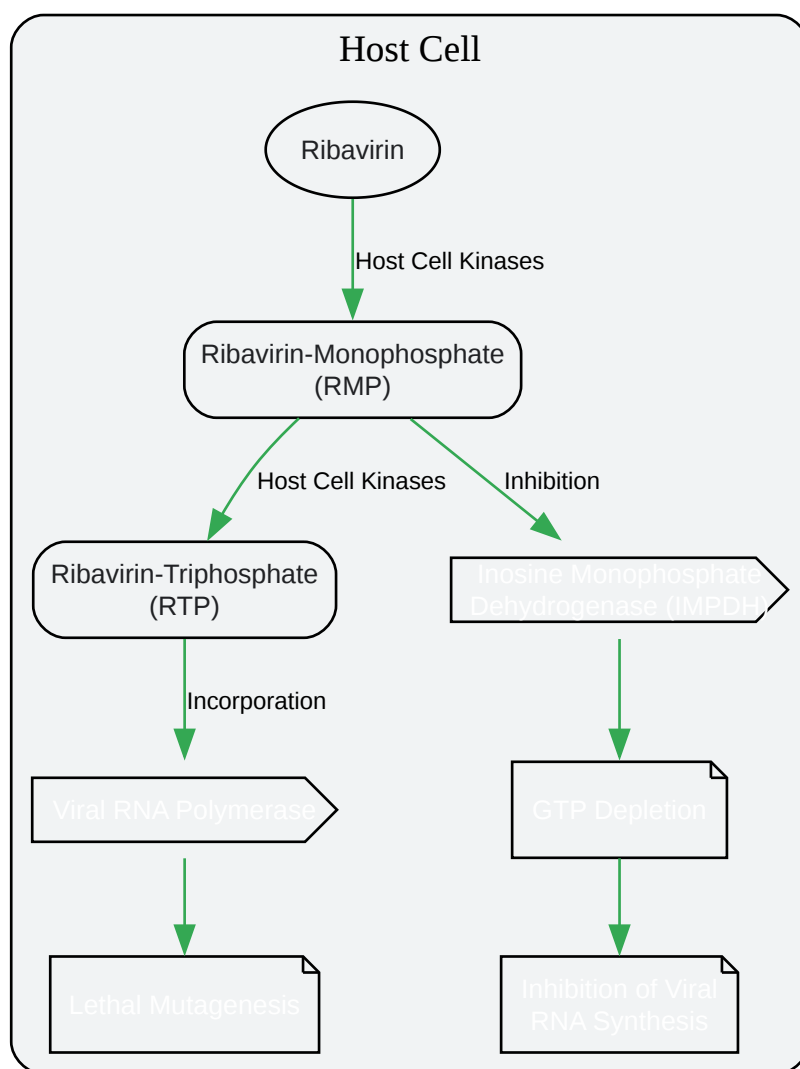 Host Cell
Ribavirin
Host Cell Kinases
Ribavirin-Monophosphate
(RMP)
Host Cell Kinases
Inhibition
Ribavirin-Triphosphate
(RTP)
Inosine Monophosphate
Dehydrogenase (IMPDH)
Incorporation
Viral RNA Polymerase
GTP Depletion
Lethal Mutagenesis
Inhibition of Viral
RNA Synthesis